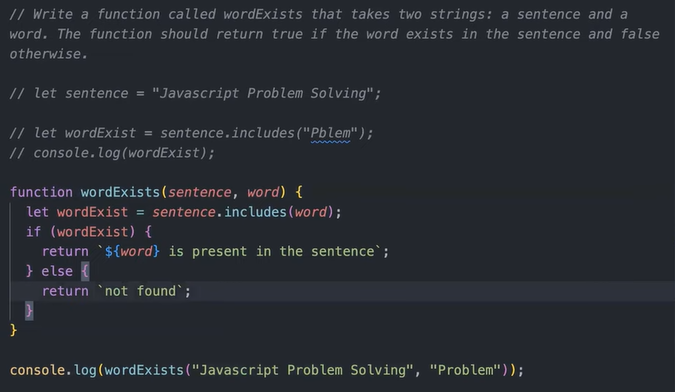 // Write a function called wordExists that takes two strings: a sentence and a
word. The function should return true if the word exists in the sentence and false
otherwise.
// let sentence = "Javascript Problem Solving";
// let wordExist = sentence.includes("Pblem");
// console.log(wordExist);
function wordExists(sentence, word) {
  let wordExist = sentence.includes(word);
  if (wordExist) {
    return `${word} is present in the sentence`;
  } else {
    return `not found`;
  }
}
console.log(wordExists("Javascript Problem Solving", "Problem"));